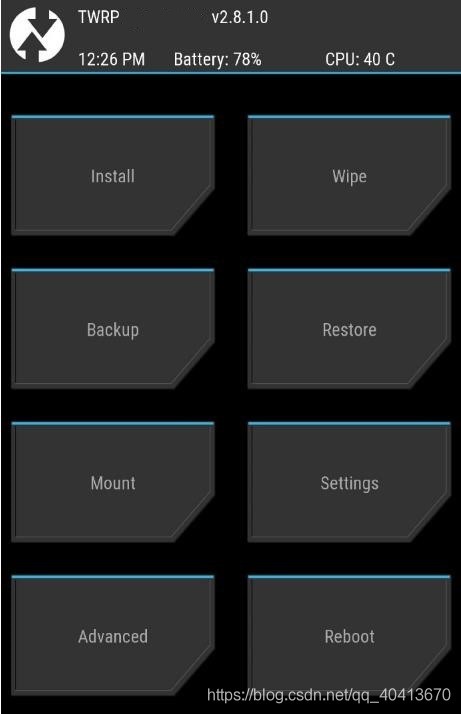 TWRP v2.8.1.0
12:26 PM Battery: 78% CPU: 40 C
Install Wipe
Backup Restore
Mount Settings
Advanced Reboot
https://blog.csdn.net/qq_40413670